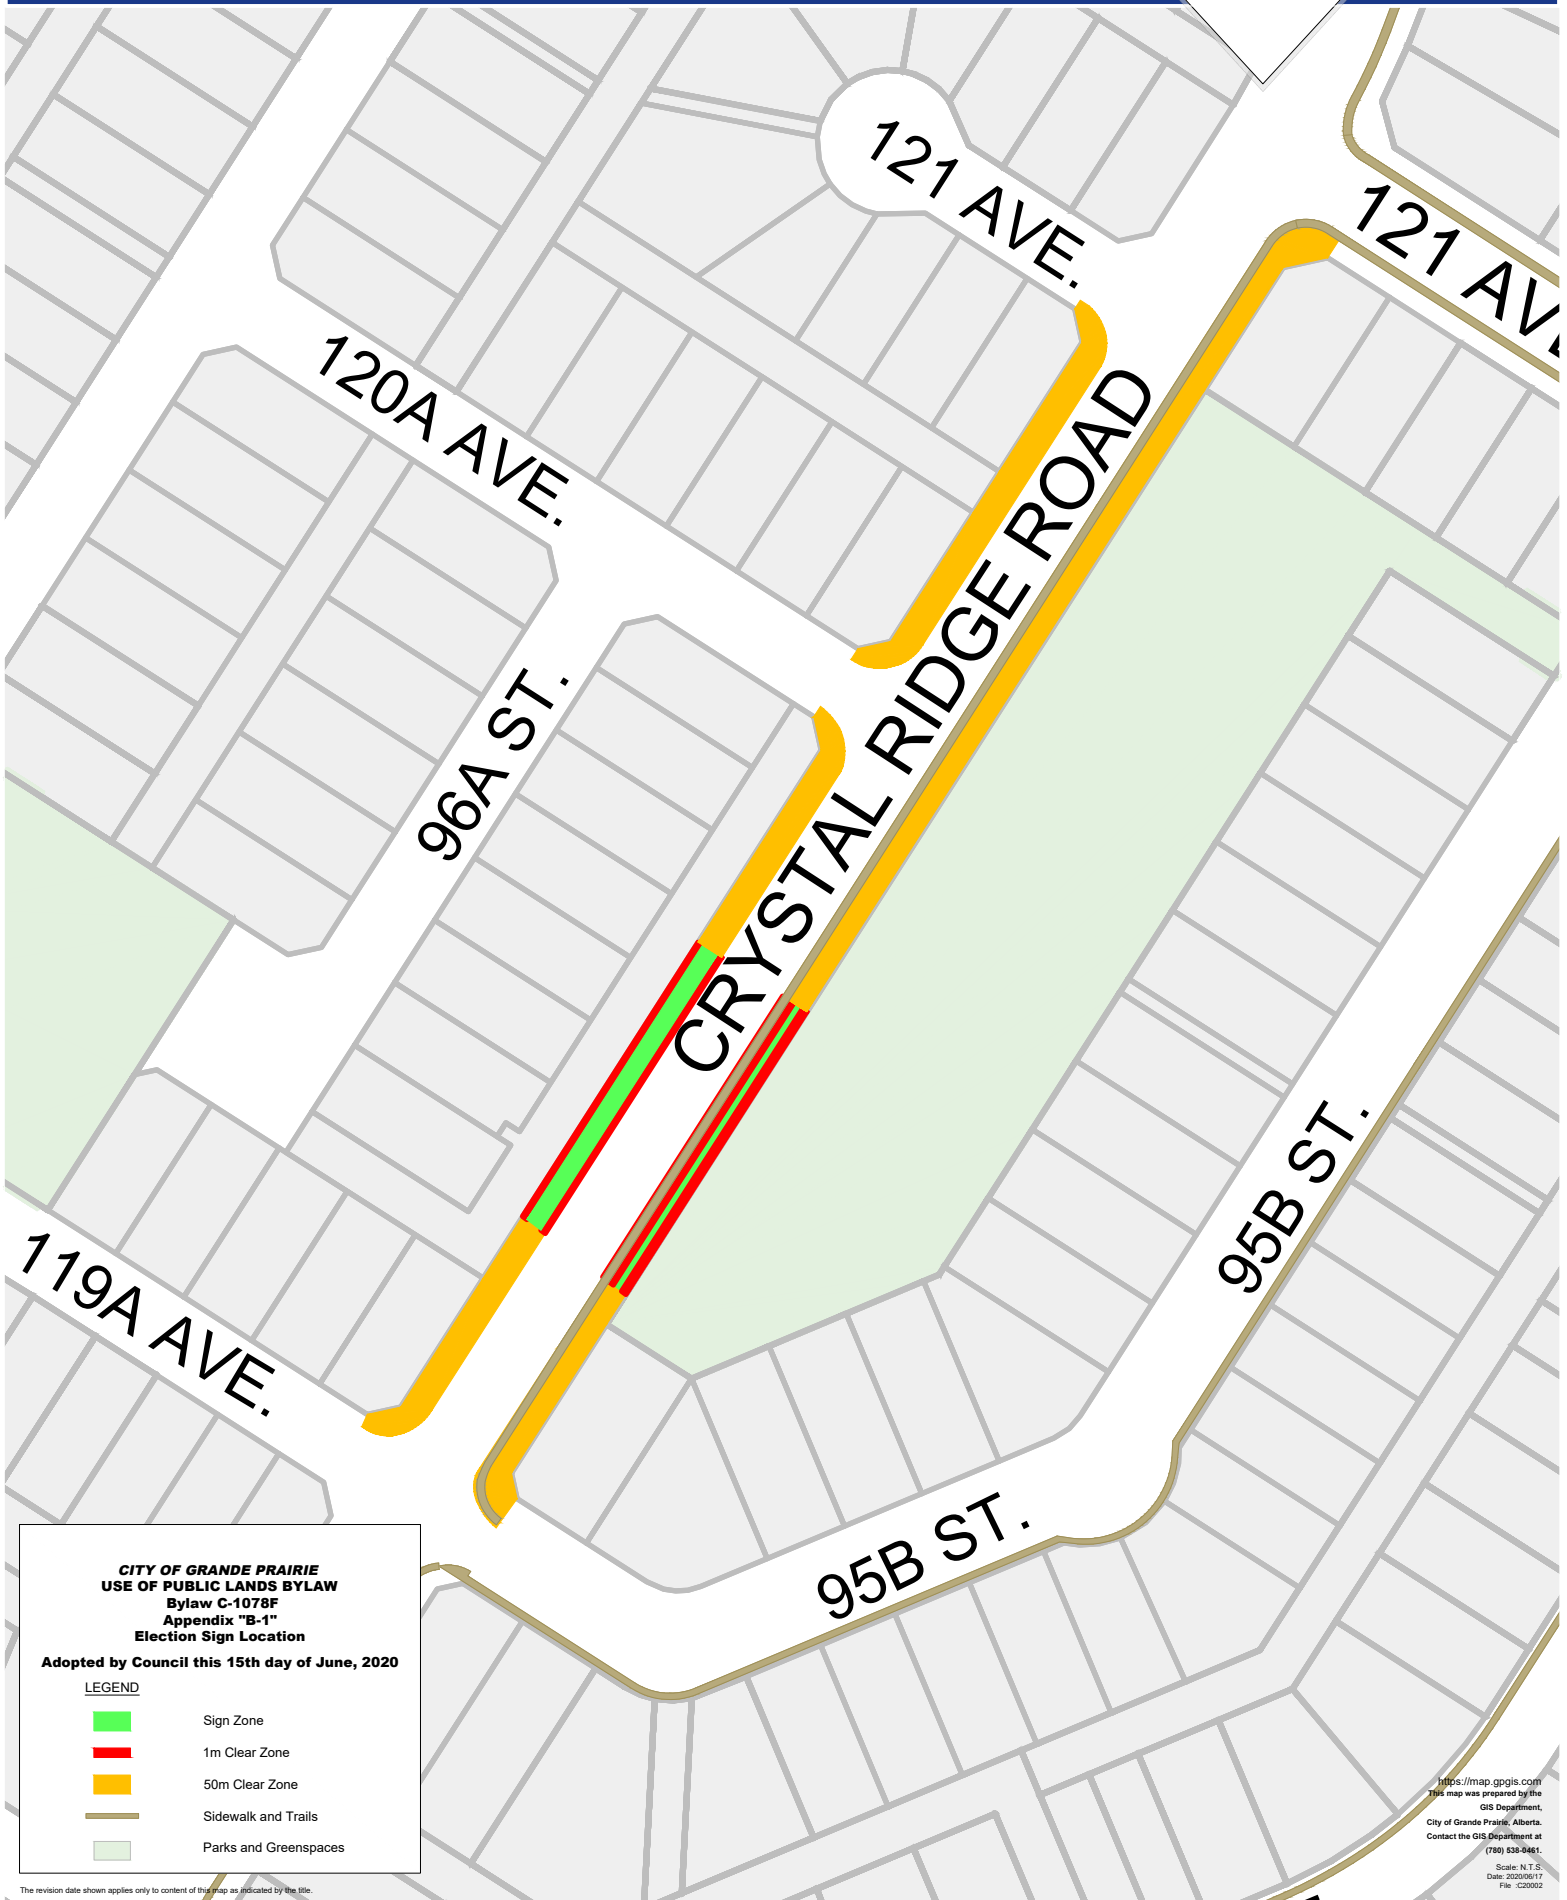 121 AVE.
121 AVE
120A AVE.
CRYSTAL RIDGE ROAD
96A ST.
95B ST.
119A AVE.
95B ST.
CITY OF GRANDE PRAIRIE
USE OF PUBLIC LANDS BYLAW
Bylaw C-1078F
Appendix "B-1"
Election Sign Location
Adopted by Council this 15th day of June, 2020
LEGEND
Sign Zone
1m Clear Zone
50m Clear Zone
Sidewalk and Trails
Parks and Greenspaces
The revision date shown applies only to content of this map as indicated by the title.
https://map.gpgis.com
This map was prepared by the
GIS Department,
City of Grande Prairie, Alberta.
Contact the GIS Department at
(780) 538-0461.
Scale: N.T.S.
Date: 2020/06/17
File :C20002